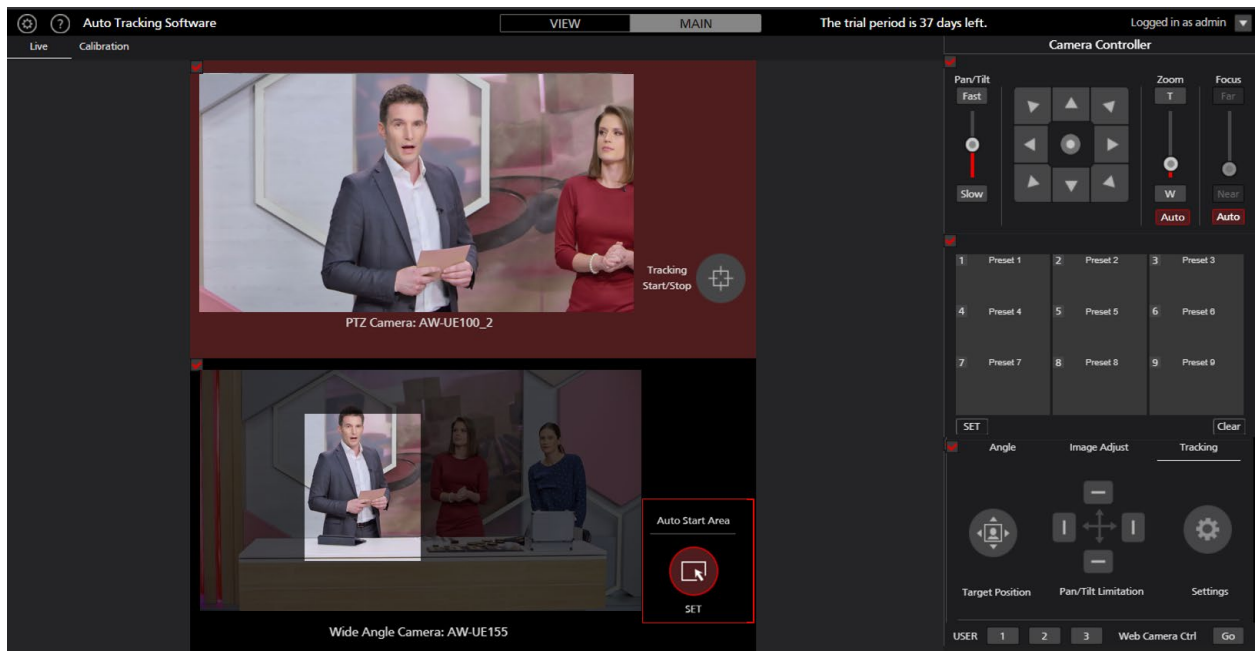 Auto Tracking Software
VIEW
MAIN
The trial period is 37 days left.
Logged in as admin
Live
Calibration
Camera Controller
Pan/Tilt
Zoom
Focus
Fast
T
Far
Slow
W
Near
Auto
Auto
Tracking
Start/Stop
PTZ Camera: AW-UE100_2
1 Preset 1
2 Preset 2
3 Preset 3
4 Preset 4
5 Preset 5
6 Preset 6
7 Preset 7
8 Preset 8
9 Preset 9
SET
Clear
Angle
Image Adjust
Tracking
Auto Start Area
SET
Target Position
Pan/Tilt Limitation
Settings
Wide Angle Camera: AW-UE155
USER 1 2 3 Web Camera Ctrl Go